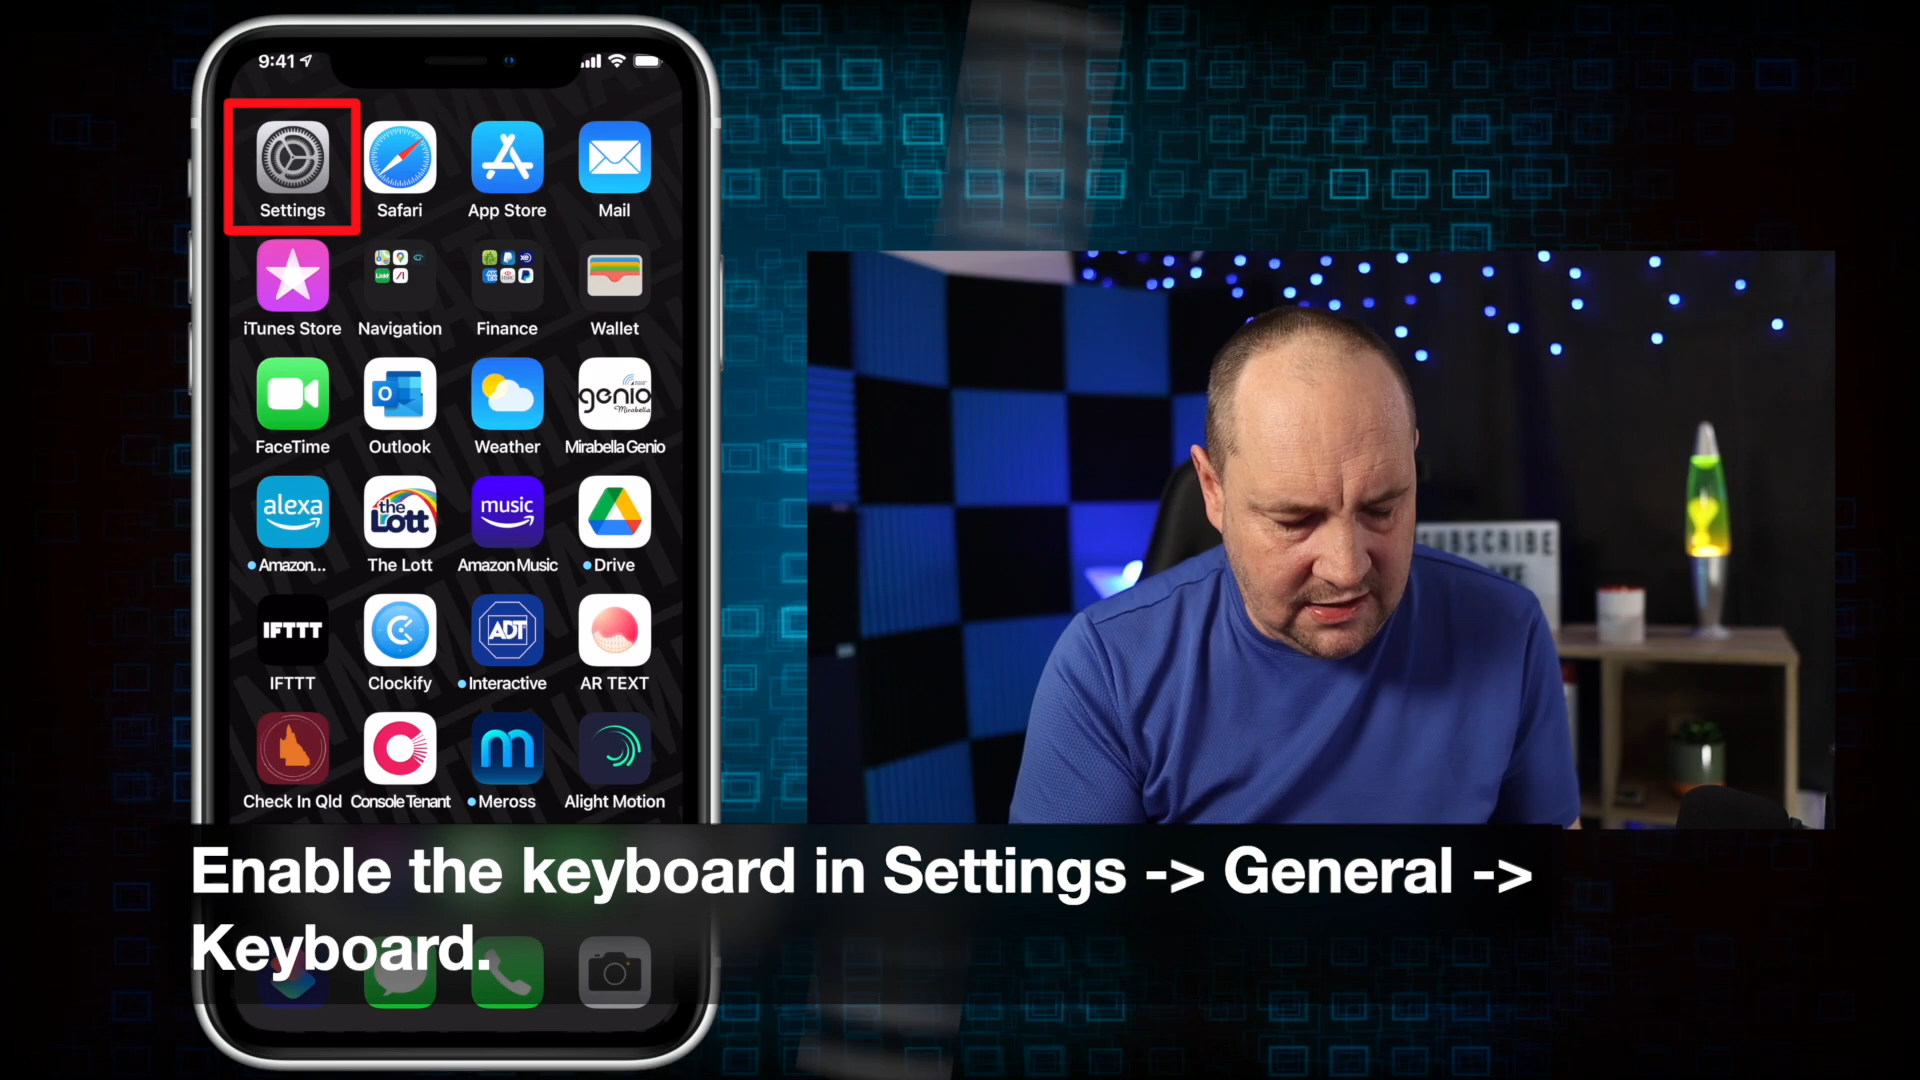 9:41
Settings
Safari
App Store
Mail
iTunes Store
Navigation
Finance
Wallet
genio
Mirabella
FaceTime
Outlook
Weather
Mirabella Genio
alexa
the Lott
music
Amazon...
The Lott
Amazon Music
Drive
IFTTT
ADT
IFTTT
Clockify
Interactive
AR TEXT
Check In Qld
Console Tenant
Meross
Alight Motion
SUBSCRIBE
Enable the keyboard in Settings -> General ->
Keyboard.